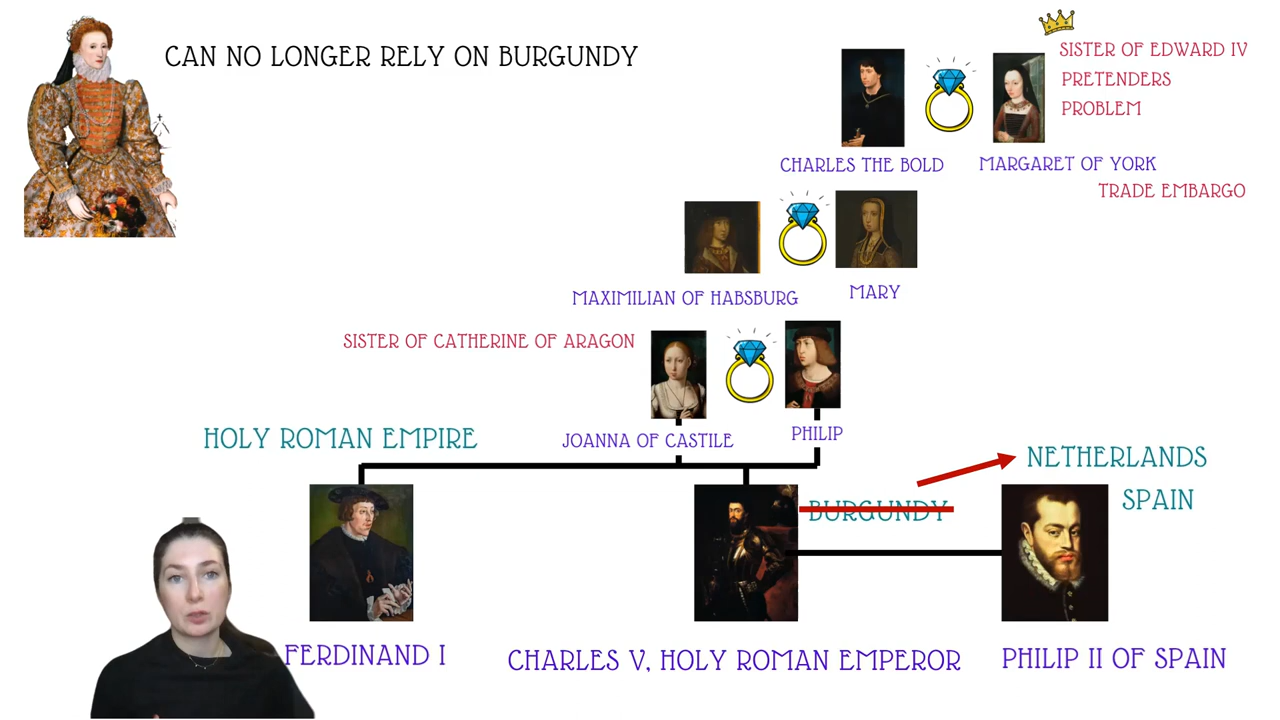 CAN NO LONGER RELY ON BURGUNDY
SISTER OF EDWARD IV
PRETENDERS
PROBLEM
CHARLES THE BOLD
MARGARET OF YORK
TRADE EMBARGO
MAXIMILIAN OF HABSBURG
MARY
SISTER OF CATHERINE OF ARAGON
JOANNA OF CASTILE
PHILIP
HOLY ROMAN EMPIRE
NETHERLANDS
SPAIN
BURGUNDY
FERDINAND I
CHARLES V, HOLY ROMAN EMPEROR
PHILIP II OF SPAIN